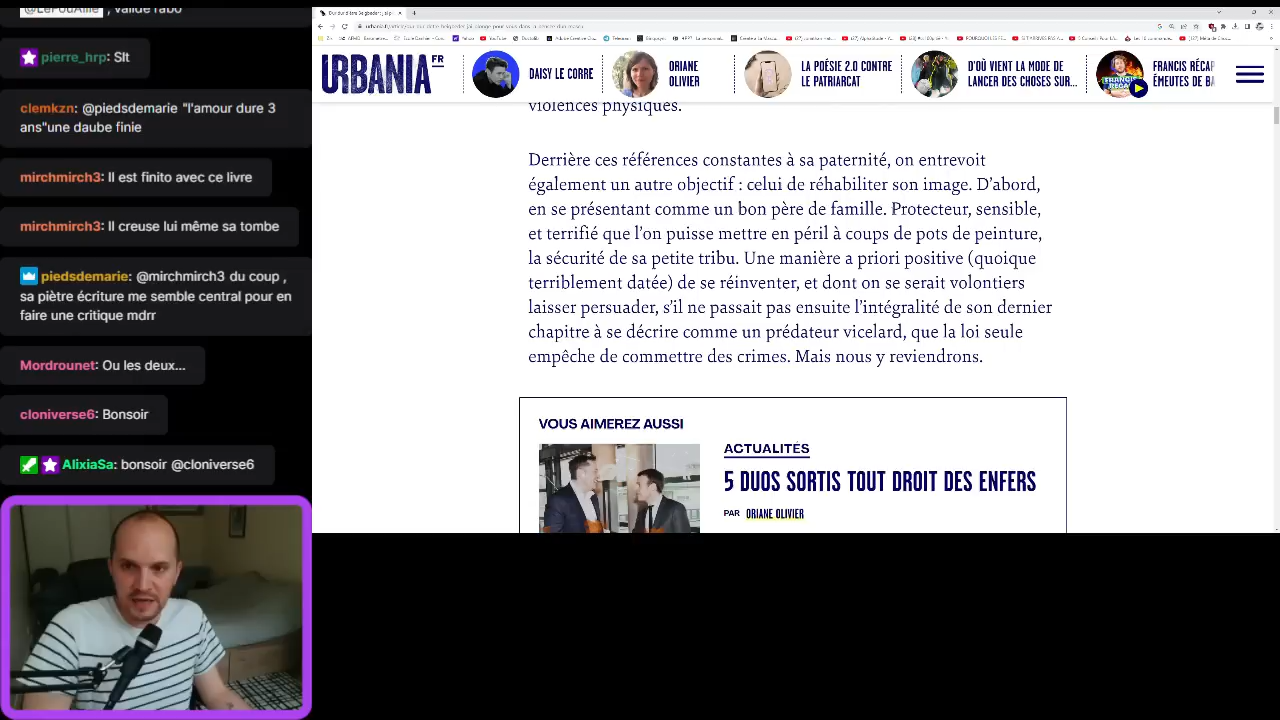 @LePouAille , valide rabo
pierre_hrp: Slt
clemkzn: @piedsdemarie "l'amour dure 3
ans"une daube finie
mirchmirch3: Il est finito avec ce livre
mirchmirch3: Il creuse lui même sa tombe
piedsdemarie: @mirchmirch3 du coup ,
sa piètre écriture me semble central pour en
faire une critique mdrr
Mordrounet: Ou les deux...
cloniverse6: Bonsoir
AlixiaSa: bonsoir @cloniverse6
URBANIA FR
DAISY LE CORRE
ORIANE
OLIVIER
LA POÉSIE 2.0 CONTRE
LE PATRIARCAT
D'OÙ VIENT LA MODE DE
LANCER DES CHOSES SUR...
FRANCIS RÉCAP
ÉMEUTES DE
violences physiques.
Derrière ces références constantes à sa paternité, on entrevoit
également un autre objectif : celui de réhabiliter son image. D’abord,
en se présentant comme un bon père de famille. Protecteur, sensible,
et terrifié que l’on puisse mettre en péril à coups de pots de peinture,
la sécurité de sa petite tribu. Une manière a priori positive (quoique
terriblement datée) de se réinventer, et dont on se serait volontiers
laisser persuader, s’il ne passait pas ensuite l’intégralité de son dernier
chapitre à se décrire comme un prédateur vicelard, que la loi seule
empêche de commettre des crimes. Mais nous y reviendrons.
VOUS AIMEREZ AUSSI
ACTUALITÉS
5 DUOS SORTIS TOUT DROIT DES ENFERS
PAR ORIANE OLIVIER